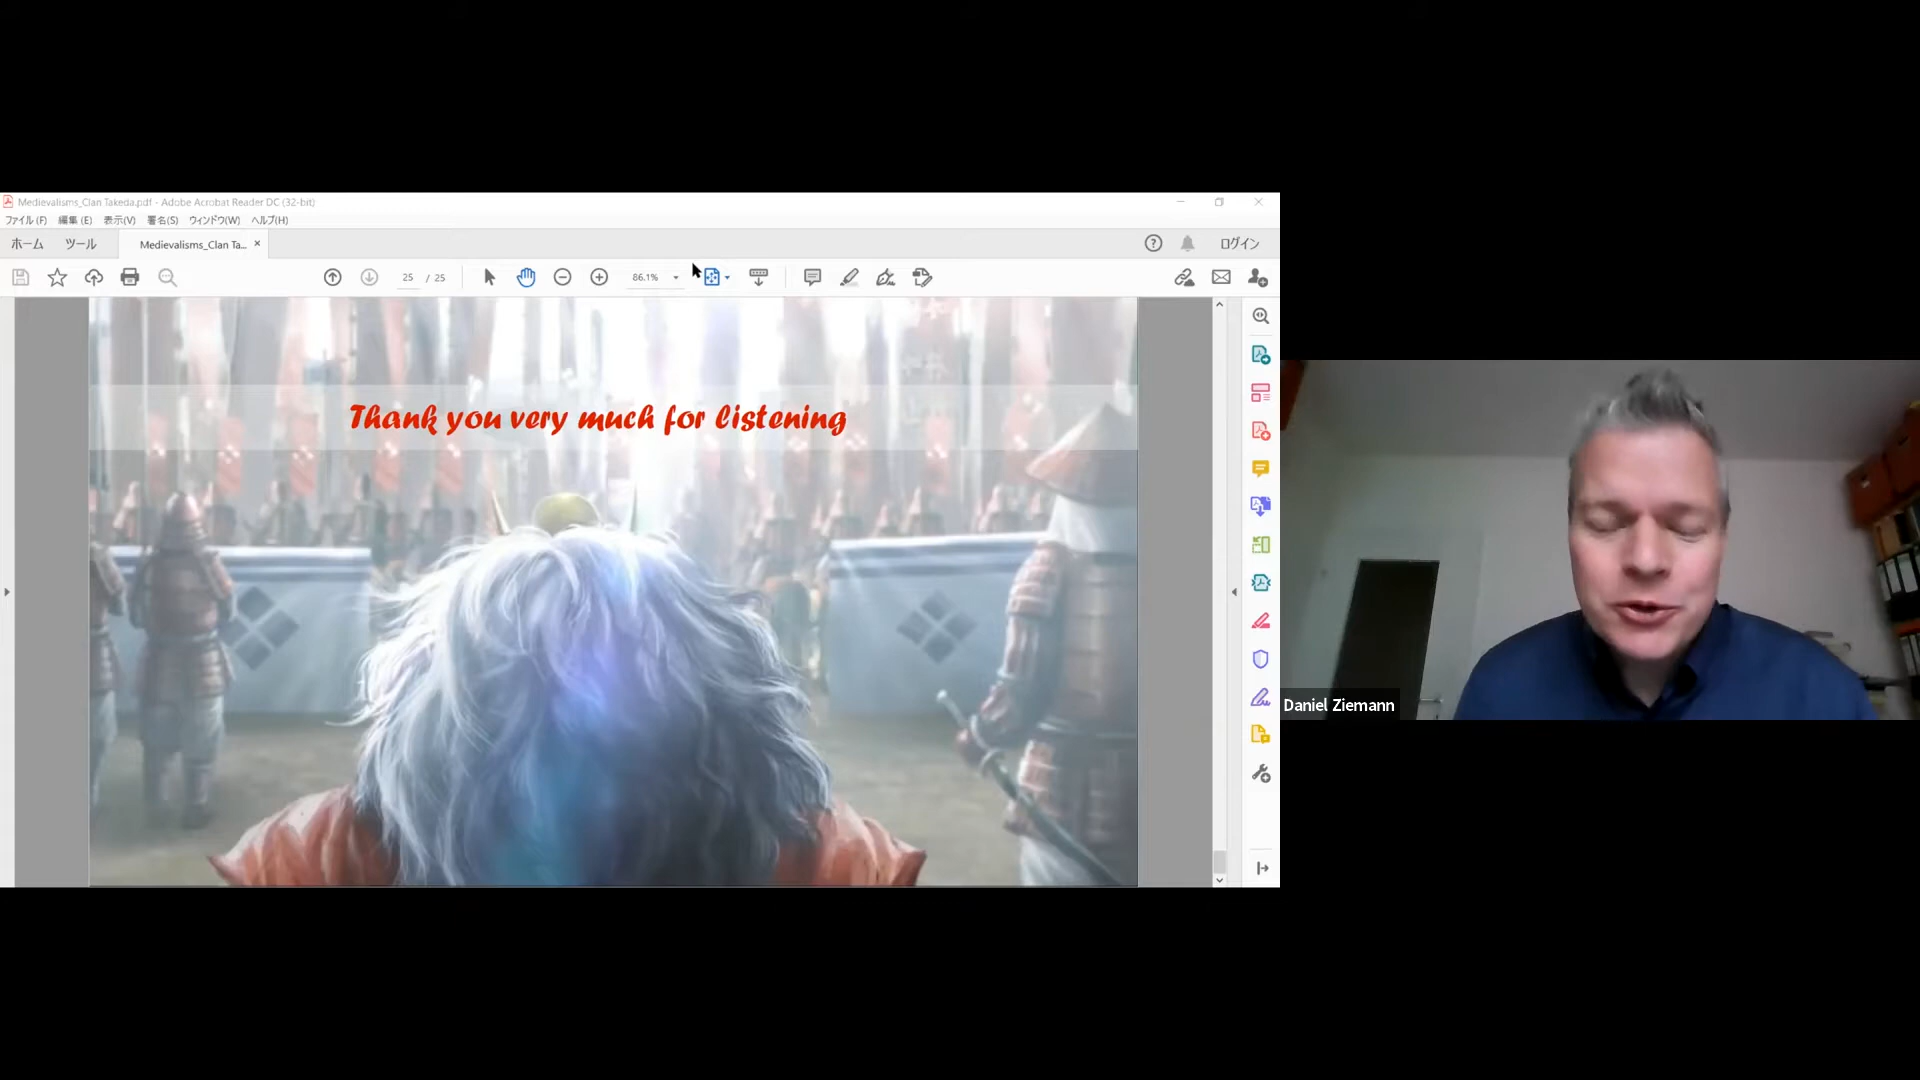 Medievalisms_Clan Takeda.pdf - Adobe Acrobat Reader DC (32-bit)
ファイル(F) 編集(E) 表示(V) 署名(S) ウィンドウ(W) ヘルプ(H)
ホーム ツール Medievalisms_Clan Ta... × ログイン
25 / 25 86.1%
Thank you very much for listening
Daniel Ziemann